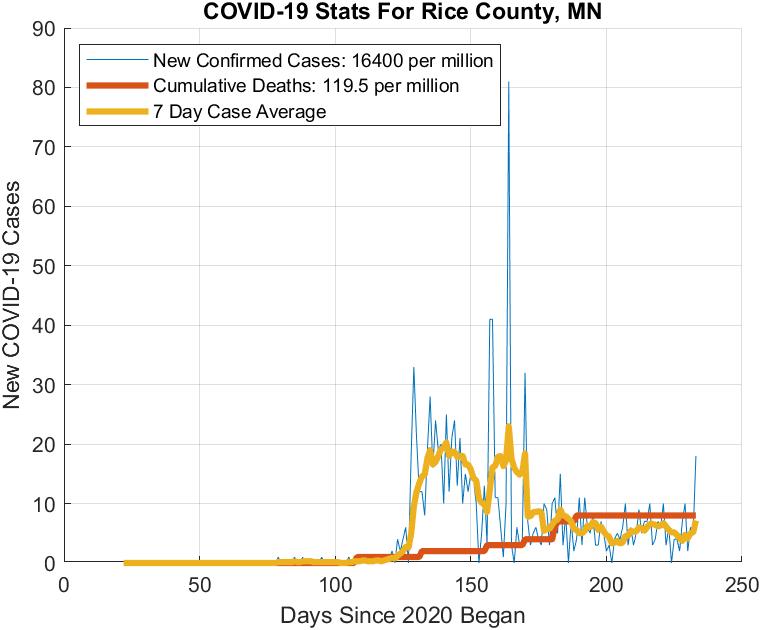 COVID-19 Stats For Rice County, MN
New Confirmed Cases: 16400 per million
Cumulative Deaths: 119.5 per million
7 Day Case Average
New COVID-19 Cases
90
80
70
60
50
40
30
20
10
0
0 50 100 150 200 250
Days Since 2020 Began